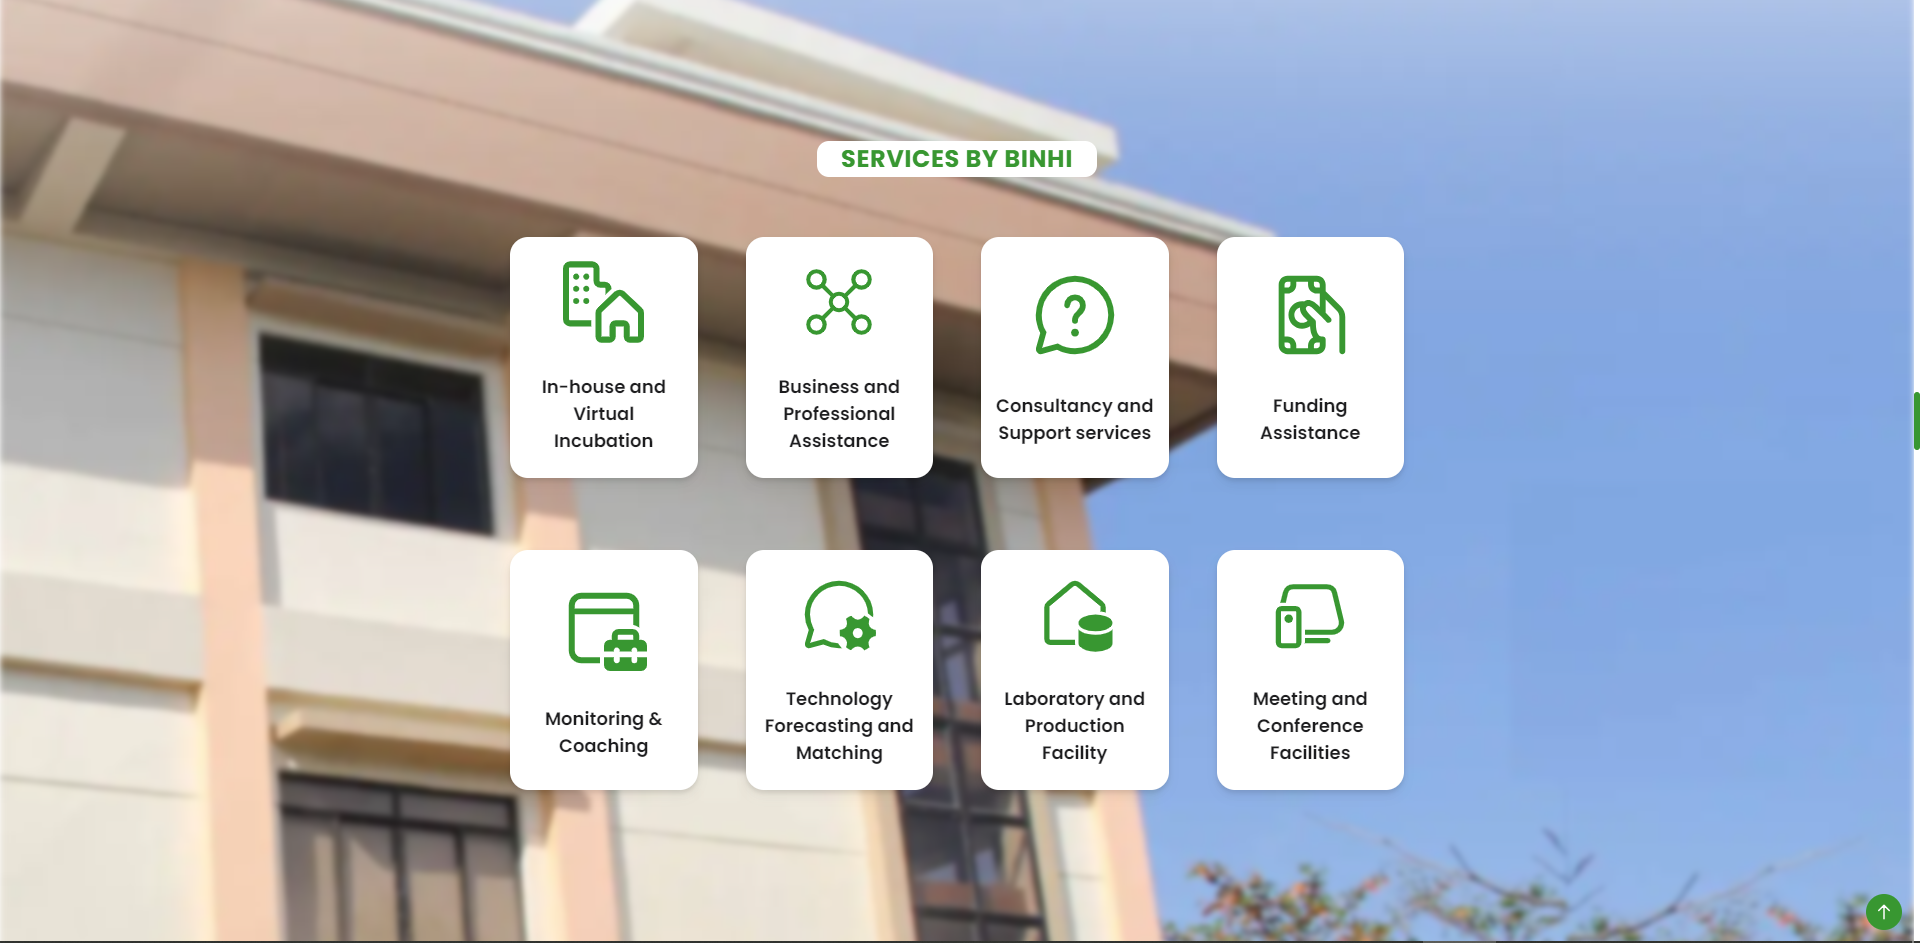 SERVICES BY BINHI
In-house and
Virtual
Incubation
Business and
Professional
Assistance
Consultancy and
Support services
Funding
Assistance
Monitoring &
Coaching
Technology
Forecasting and
Matching
Laboratory and
Production
Facility
Meeting and
Conference
Facilities